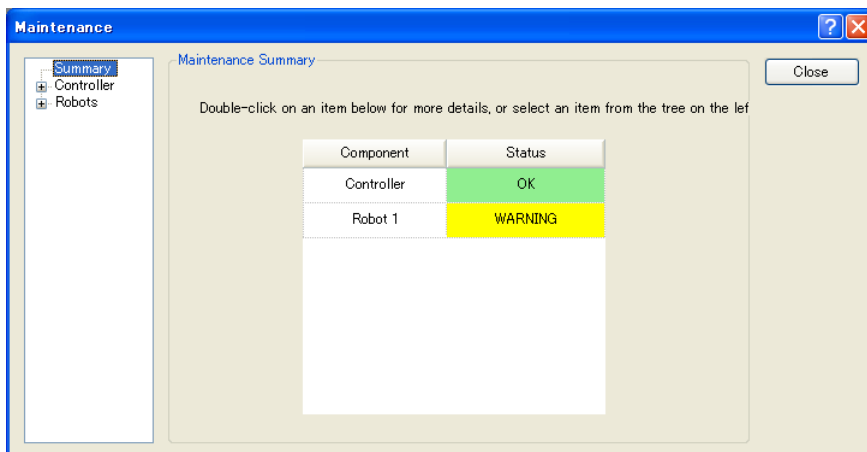 Maintenance
Summary
Controller
Robots
Maintenance Summary
Double-click on an item below for more details, or select an item from the tree on the lef
Component Status
Controller OK
Robot 1 WARNING
Close